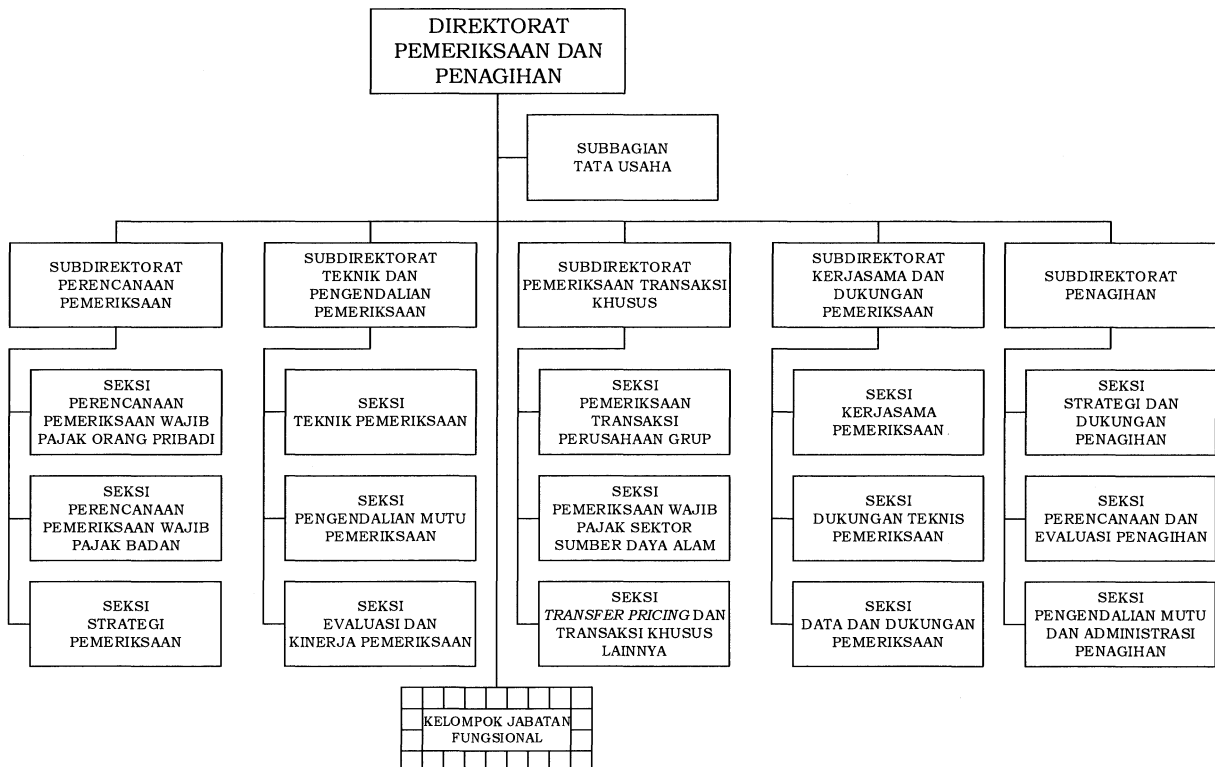 DIREKTORAT
PEMERIKSAAN DAN
PENAGIHAN
SUBBAGIAN
TATA USAHA
SUBDIREKTORAT
PERENCANAAN
PEMERIKSAAN
SUBDIREKTORAT
TEKNIK DAN
PENGENDALIAN
PEMERIKSAAN
SUBDIREKTORAT
PEMERIKSAAN TRANSAKSI
KHUSUS
SUBDIREKTORAT
KERJASAMA DAN
DUKUNGAN
PEMERIKSAAN
SUBDIREKTORAT
PENAGIHAN
SEKSI
PERENCANAAN
PEMERIKSAAN WAJIB
PAJAK ORANG PRIBADI
SEKSI
TEKNIK PEMERIKSAAN
SEKSI
PEMERIKSAAN
TRANSAKSI
PERUSAHAAN GRUP
SEKSI
KERJASAMA
PEMERIKSAAN
SEKSI
STRATEGI DAN
DUKUNGAN
PENAGIHAN
SEKSI
PERENCANAAN
PEMERIKSAAN WAJIB
PAJAK BADAN
SEKSI
PENGENDALIAN MUTU
PEMERIKSAAN
SEKSI
PEMERIKSAAN WAJIB
PAJAK SEKTOR
SUMBER DAYA ALAM
SEKSI
DUKUNGAN TEKNIS
PEMERIKSAAN
SEKSI
PERENCANAAN DAN
EVALUASI PENAGIHAN
SEKSI
STRATEGI
PEMERIKSAAN
SEKSI
EVALUASI DAN
KINERJA PEMERIKSAAN
SEKSI
TRANSFER PRICING DAN
TRANSAKSI KHUSUS
LAINNYA
SEKSI
DATA DAN DUKUNGAN
PEMERIKSAAN
SEKSI
PENGENDALIAN MUTU
DAN ADMINISTRASI
PENAGIHAN
KELOMPOK JABATAN
FUNGSIONAL